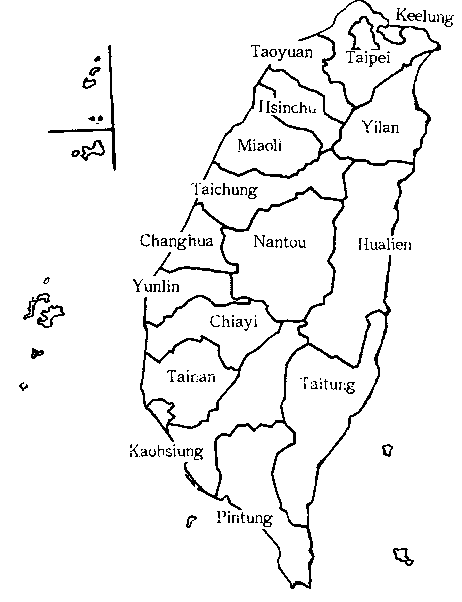 Keelung
Taoyuan
Taipei
Hsinchu
Yilan
Miaoli
Taichung
Changhua
Nantou
Hualien
Yunlin
Chiayi
Tainan
Taitung
Kaohsiung
Pintung